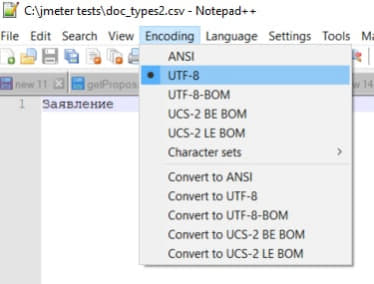 C:\jmeter tests\doc_types2.csv - Notepad++
File Edit Search View Encoding Language Settings Tools Ma
new 11 getPropos w 14
1 Заявление
ANSI
UTF-8
UTF-8-BOM
UCS-2 BE BOM
UCS-2 LE BOM
Character sets
Convert to ANSI
Convert to UTF-8
Convert to UTF-8-BOM
Convert to UCS-2 BE BOM
Convert to UCS-2 LE BOM